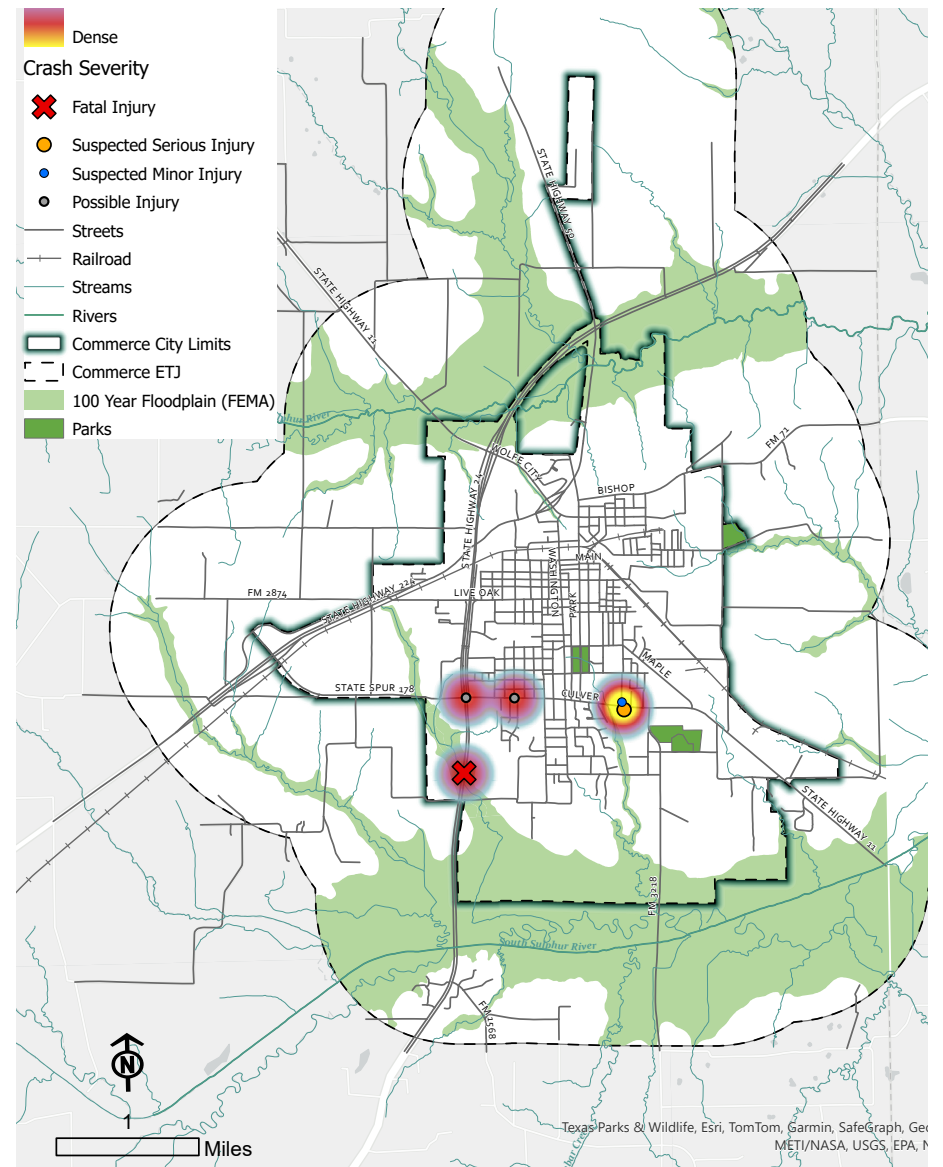 Dense
Crash Severity
Fatal Injury
Suspected Serious Injury
Suspected Minor Injury
Possible Injury
Streets
Railroad
Streams
Rivers
Commerce City Limits
Commerce ETJ
100 Year Floodplain (FEMA)
Parks
STATE HIGHWAY 50
STATE HIGHWAY 11
Sulphur River
WOLFE CITY
FM 71
BISHOP
STATE HIGHWAY 24
MAIN
WASHINGTON
PARK
FM 2874
STATE HIGHWAY 224
LIVE OAK
MAPLE
STATE SPUR 178
CULVER
STATE HIGHWAY 11
FM 3218
South Sulphur River
FM 1568
N
1
Miles
Texas Parks & Wildlife, Esri, TomTom, Garmin, SafeGraph, Geo
METI/NASA, USGS, EPA, N